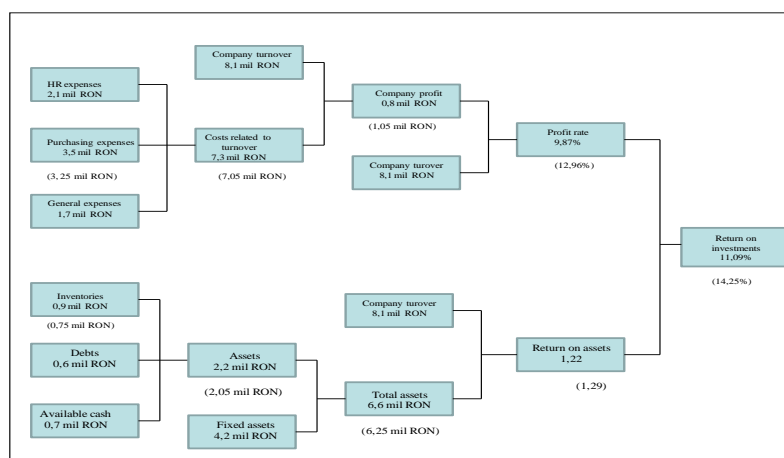 Company turnover
8,1 mil RON
HR expenses
2,1 mil RON
Company profit
0,8 mil RON
(1,05 mil RON)
Purchasing expenses
3,5 mil RON
(3, 25 mil RON)
Costs related to
turnover
7,3 mil RON
(7,05 mil RON)
Profit rate
9,87%
(12,96%)
Company turover
8,1 mil RON
General expenses
1,7 mil RON
Return on
investments
11,09%
(14,25%)
Inventories
0,9 mil RON
(0,75 mil RON)
Company turover
8,1 mil RON
Debts
0,6 mil RON
Assets
2,2 mil RON
(2,05 mil RON)
Return on assets
1,22
(1,29)
Total assets
6,6 mil RON
(6,25 mil RON)
Available cash
0,7 mil RON
Fixed assets
4,2 mil RON